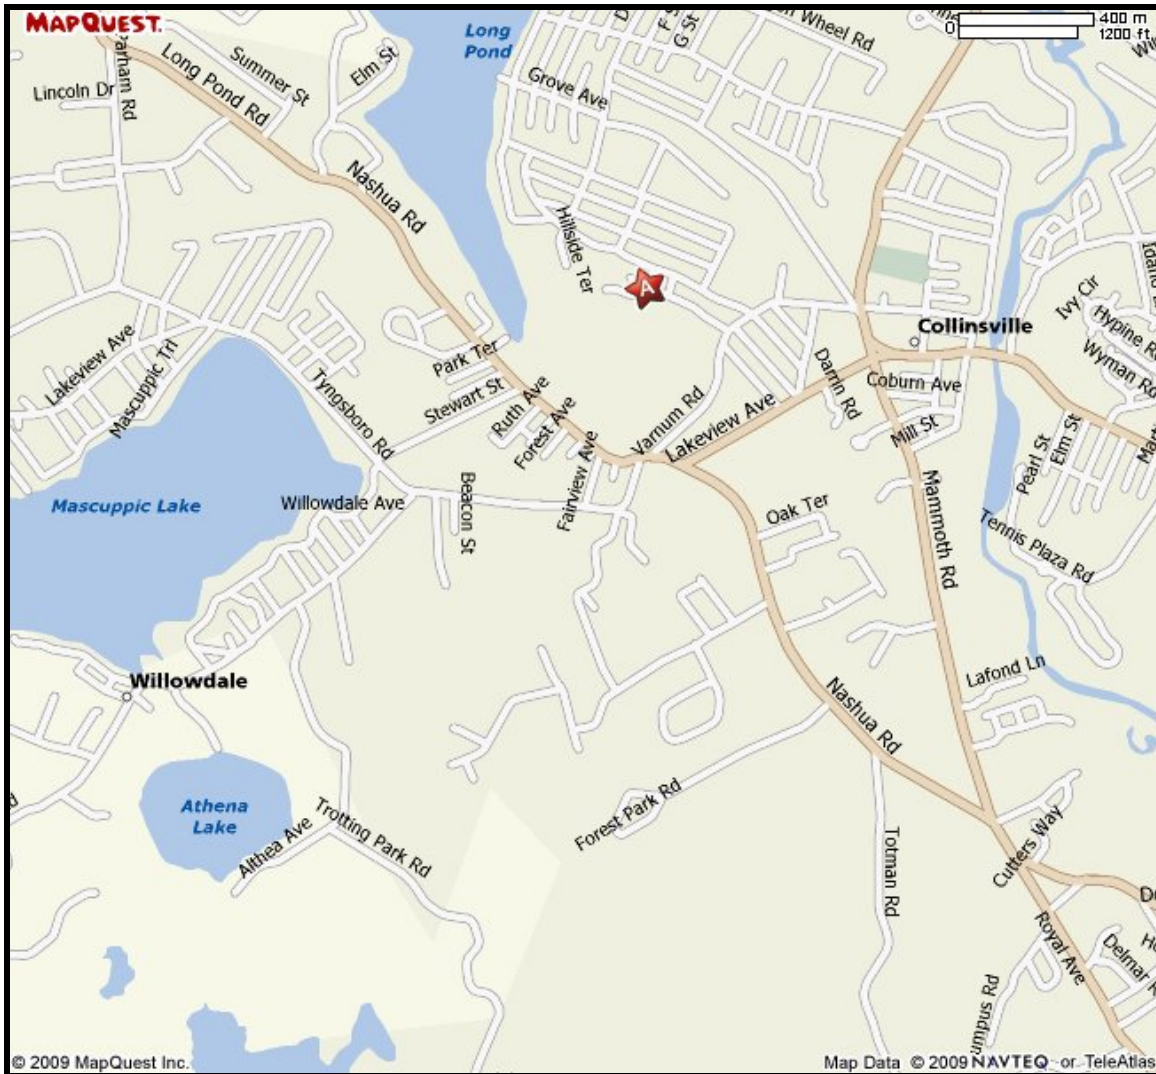 MAPQUEST.
Long
Pond
Wheel Rd
400 m
0
1200 ft
Summer St
Elm St
Long Pond Rd
Lincoln Dr
Grove Ave
G St
Nashua Rd
Hillside Ter
A
Ivy Cir
Collinsville
Lakeview Ave
Mascuppic Trl
Park Ter
Tyngsboro Rd
Stewart St
Ruth Ave
Forest Ave
Darrin Rd
Coburn Ave
Wyman Rd
Varnum Rd
Lakeview Ave
Mill St
Fairview Ave
Pearl St
Elm St
Mascuppic Lake
Willowdale Ave
Beacon St
Oak Ter
Mammoth Rd
Tennis Plaza Rd
Willowdale
Lafond Ln
Nashua Rd
Athena
Lake
Althea Ave
Trotting Park Rd
Forest Park Rd
Totman Rd
Cutters Way
Royal Ave
© 2009 MapQuest Inc.
Map Data © 2009 NAVTEQ or TeleAtlas